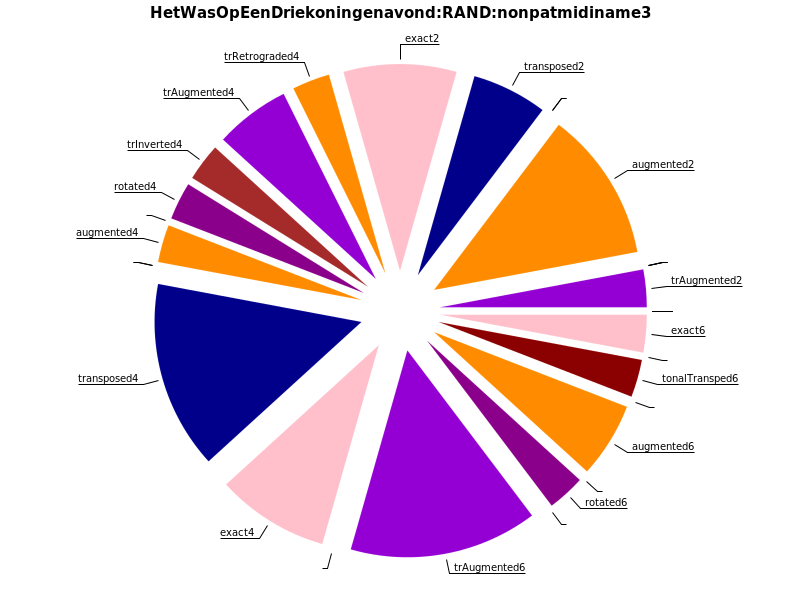 HetWasOpEenDriekoningenavond:RAND:nonpatmidiname3
exact2
trRetrograded4
transposed2
trAugmented4
trInverted4
augmented2
rotated4
augmented4
trAugmented2
exact6
transposed4
tonalTransped6
augmented6
rotated6
exact4
trAugmented6